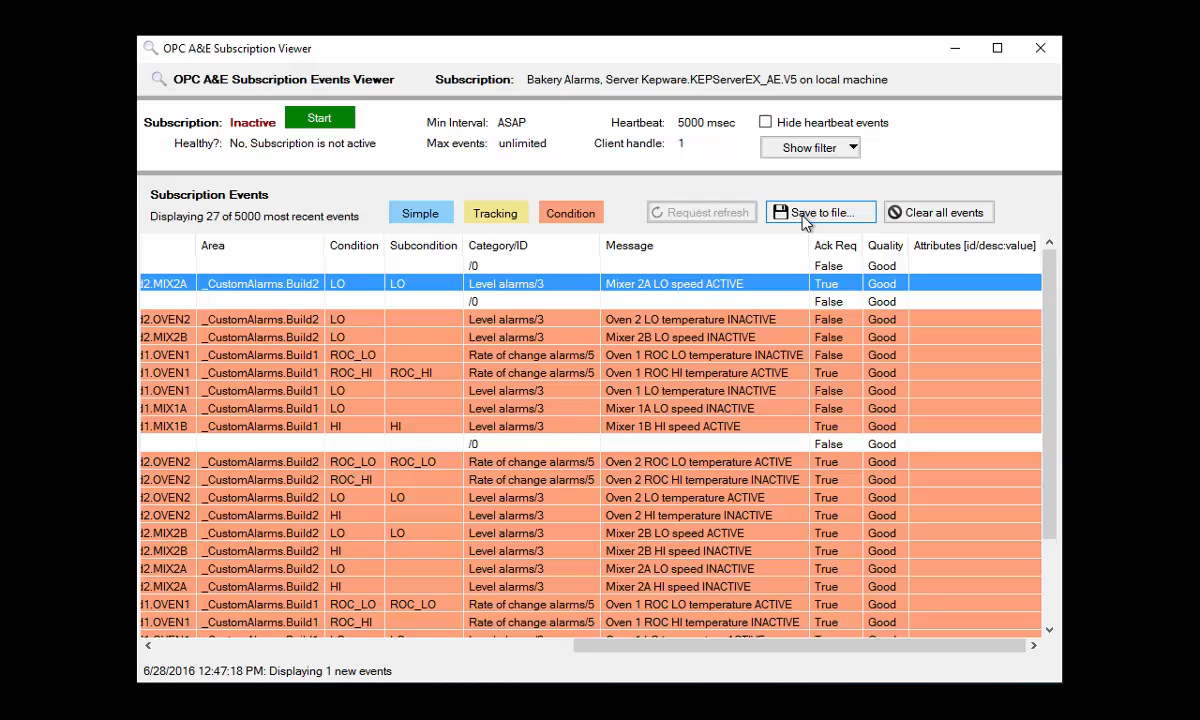 OPC A&E Subscription Viewer
OPC A&E Subscription Events Viewer Subscription: Bakery Alarms, Server Kepware.KEPServerEX_AE.V5 on local machine
Subscription: Inactive Start Min Interval: ASAP Heartbeat: 5000 msec Hide heartbeat events
Healthy?: No, Subscription is not active Max events: unlimited Client handle: 1 Show filter
Subscription Events
Displaying 27 of 5000 most recent events Simple Tracking Condition Request refresh Save to file... Clear all events
Area Condition Subcondition Category/ID Message Ack Req Quality Attributes [id/desc:value]
/0 False Good
2.MIX2A _CustomAlarms.Build2 LO LO Level alarms/3 Mixer 2A LO speed ACTIVE True Good
/0 False Good
2.OVEN2 _CustomAlarms.Build2 LO Level alarms/3 Oven 2 LO temperature INACTIVE False Good
2.MIX2B _CustomAlarms.Build2 LO Level alarms/3 Mixer 2B LO speed INACTIVE False Good
1.OVEN1 _CustomAlarms.Build1 ROC_LO Rate of change alarms/5 Oven 1 ROC LO temperature INACTIVE False Good
1.OVEN1 _CustomAlarms.Build1 ROC_HI ROC_HI Rate of change alarms/5 Oven 1 ROC HI temperature ACTIVE True Good
1.OVEN1 _CustomAlarms.Build1 LO Level alarms/3 Oven 1 LO temperature INACTIVE False Good
1.MIX1A _CustomAlarms.Build1 LO Level alarms/3 Mixer 1A LO speed INACTIVE False Good
1.MIX1B _CustomAlarms.Build1 HI HI Level alarms/3 Mixer 1B HI speed ACTIVE True Good
/0 False Good
2.OVEN2 _CustomAlarms.Build2 ROC_LO ROC_LO Rate of change alarms/5 Oven 2 ROC LO temperature ACTIVE True Good
2.OVEN2 _CustomAlarms.Build2 ROC_HI Rate of change alarms/5 Oven 2 ROC HI temperature INACTIVE True Good
2.OVEN2 _CustomAlarms.Build2 LO LO Level alarms/3 Oven 2 LO temperature ACTIVE True Good
2.OVEN2 _CustomAlarms.Build2 HI Level alarms/3 Oven 2 HI temperature INACTIVE True Good
2.MIX2B _CustomAlarms.Build2 LO LO Level alarms/3 Mixer 2B LO speed ACTIVE True Good
2.MIX2B _CustomAlarms.Build2 HI Level alarms/3 Mixer 2B HI speed INACTIVE True Good
2.MIX2A _CustomAlarms.Build2 LO Level alarms/3 Mixer 2A LO speed INACTIVE True Good
2.MIX2A _CustomAlarms.Build2 HI Level alarms/3 Mixer 2A HI speed INACTIVE True Good
1.OVEN1 _CustomAlarms.Build1 ROC_LO ROC_LO Rate of change alarms/5 Oven 1 ROC LO temperature ACTIVE True Good
1.OVEN1 _CustomAlarms.Build1 ROC_HI Rate of change alarms/5 Oven 1 ROC HI temperature INACTIVE True Good
6/28/2016 12:47:18 PM: Displaying 1 new events